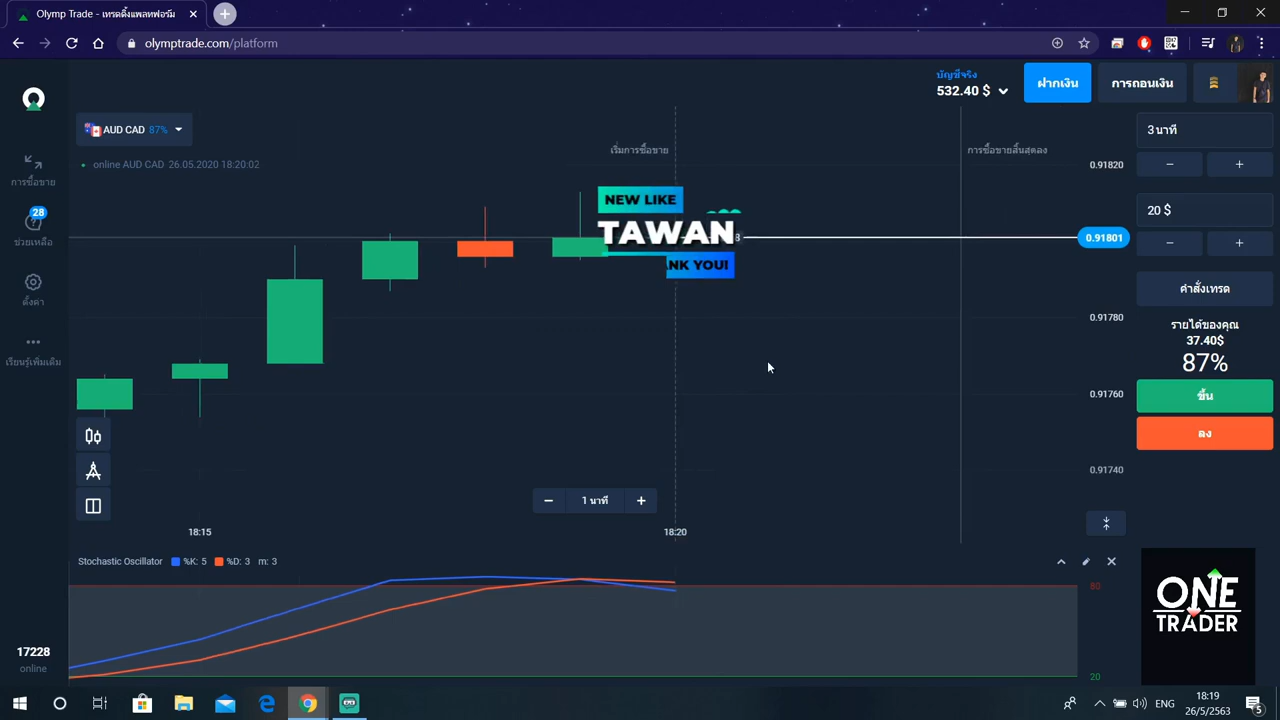 Olymp Trade - เทรดดิ้งแพลทฟอร์ม
olymptrade.com/platform
บัญชีจริง
532.40 $
ฝากเงิน
การถอนเงิน
AUD CAD 87%
online AUD CAD 26.05.2020 18:20:02
เริ่มการซื้อขาย
การซื้อขายสิ้นสุดลง
การซื้อขาย
28
ช่วยเหลือ
ตั้งค่า
เรียนรู้เพิ่มเติม
NEW LIKE
TAWAN
ANK YOU!
0.91820
0.91801
0.91780
0.91760
0.91740
3 นาที
20 $
คำสั่งเทรด
รายได้ของคุณ
37.40$
87%
ขึ้น
ลง
1 นาที
18:15
18:20
Stochastic Oscillator %K: 5 %D: 3 m: 3
80
20
ONE
TRADER
17228
online
ENG
18:19
26/5/2563
5